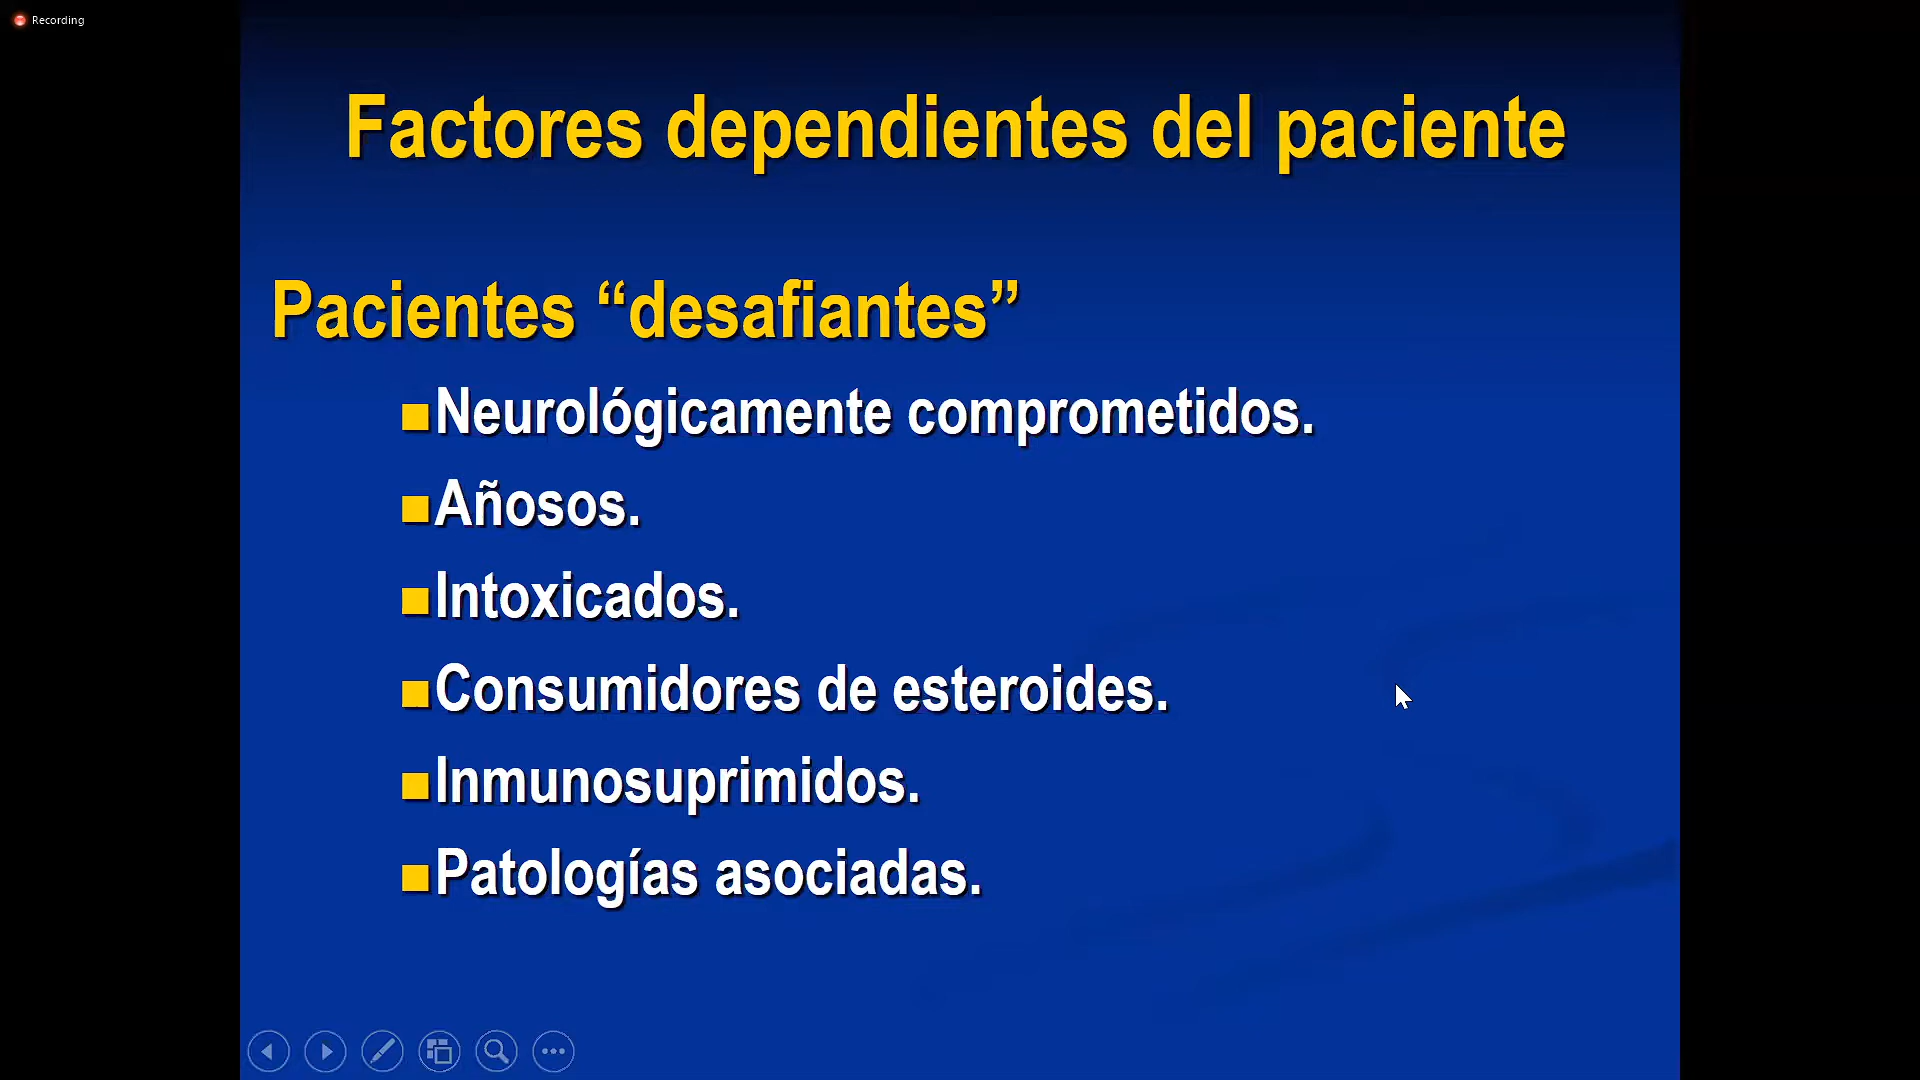 Recording
Factores dependientes del paciente
Pacientes “desafiantes”
Neurológicamente comprometidos.
Añosos.
Intoxicados.
Consumidores de esteroides.
Inmunosuprimidos.
Patologías asociadas.